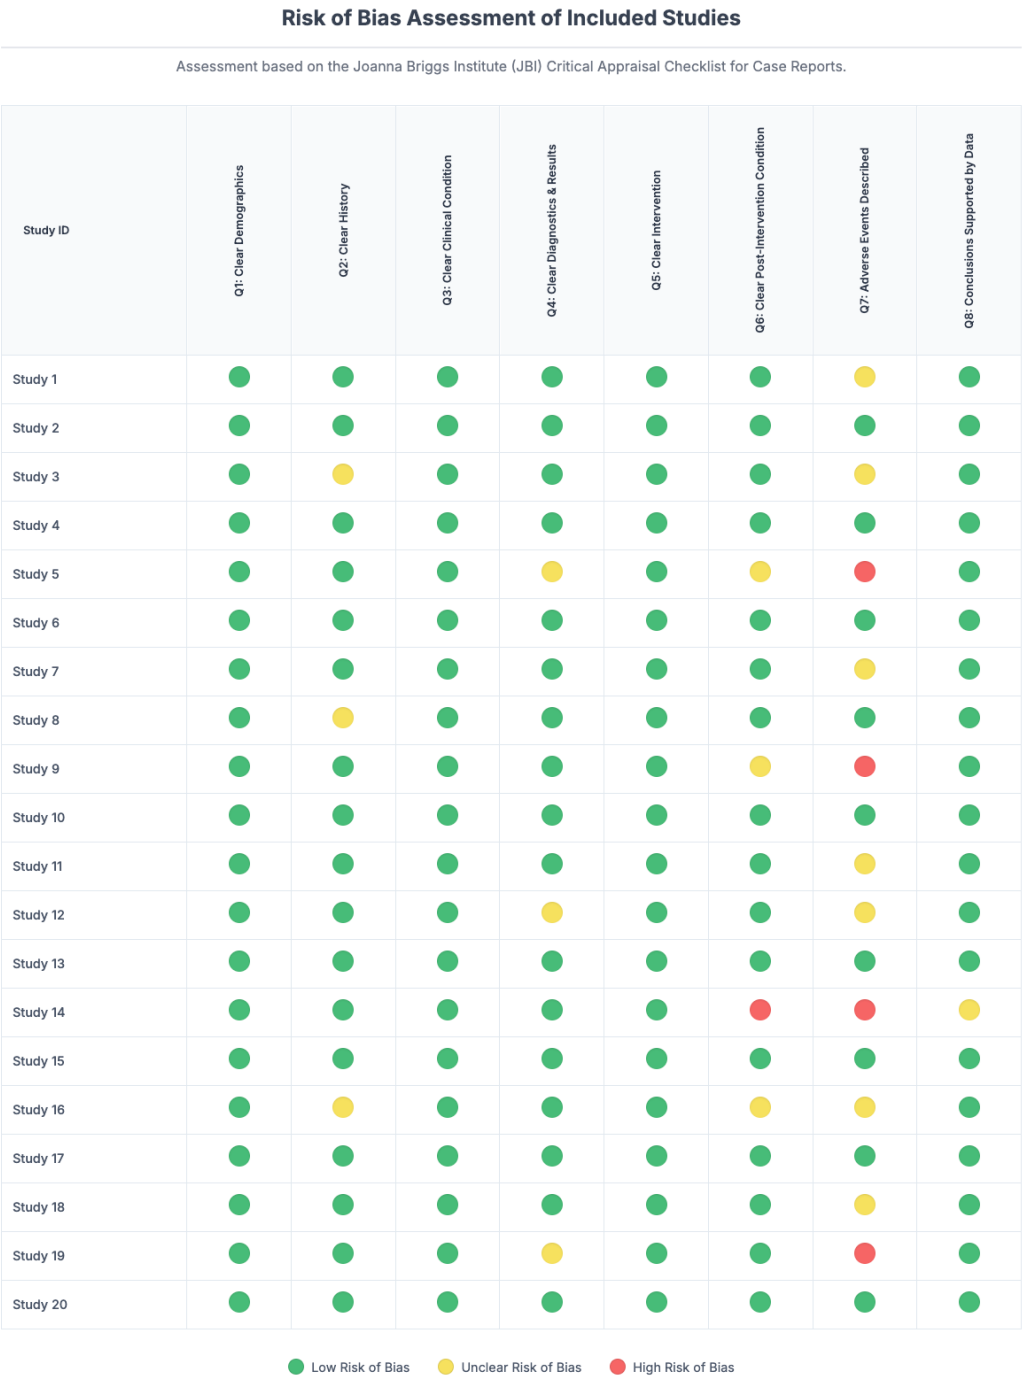 Risk of Bias Assessment of Included Studies
Assessment based on the Joanna Briggs Institute (JBI) Critical Appraisal Checklist for Case Reports.
Study ID
Q1: Clear Demographics
Q2: Clear History
Q3: Clear Clinical Condition
Q4: Clear Diagnostics & Results
Q5: Clear Intervention
Q6: Clear Post-Intervention Condition
Q7: Adverse Events Described
Q8: Conclusions Supported by Data
Study 1
Study 2
Study 3
Study 4
Study 5
Study 6
Study 7
Study 8
Study 9
Study 10
Study 11
Study 12
Study 13
Study 14
Study 15
Study 16
Study 17
Study 18
Study 19
Study 20
Low Risk of Bias
Unclear Risk of Bias
High Risk of Bias